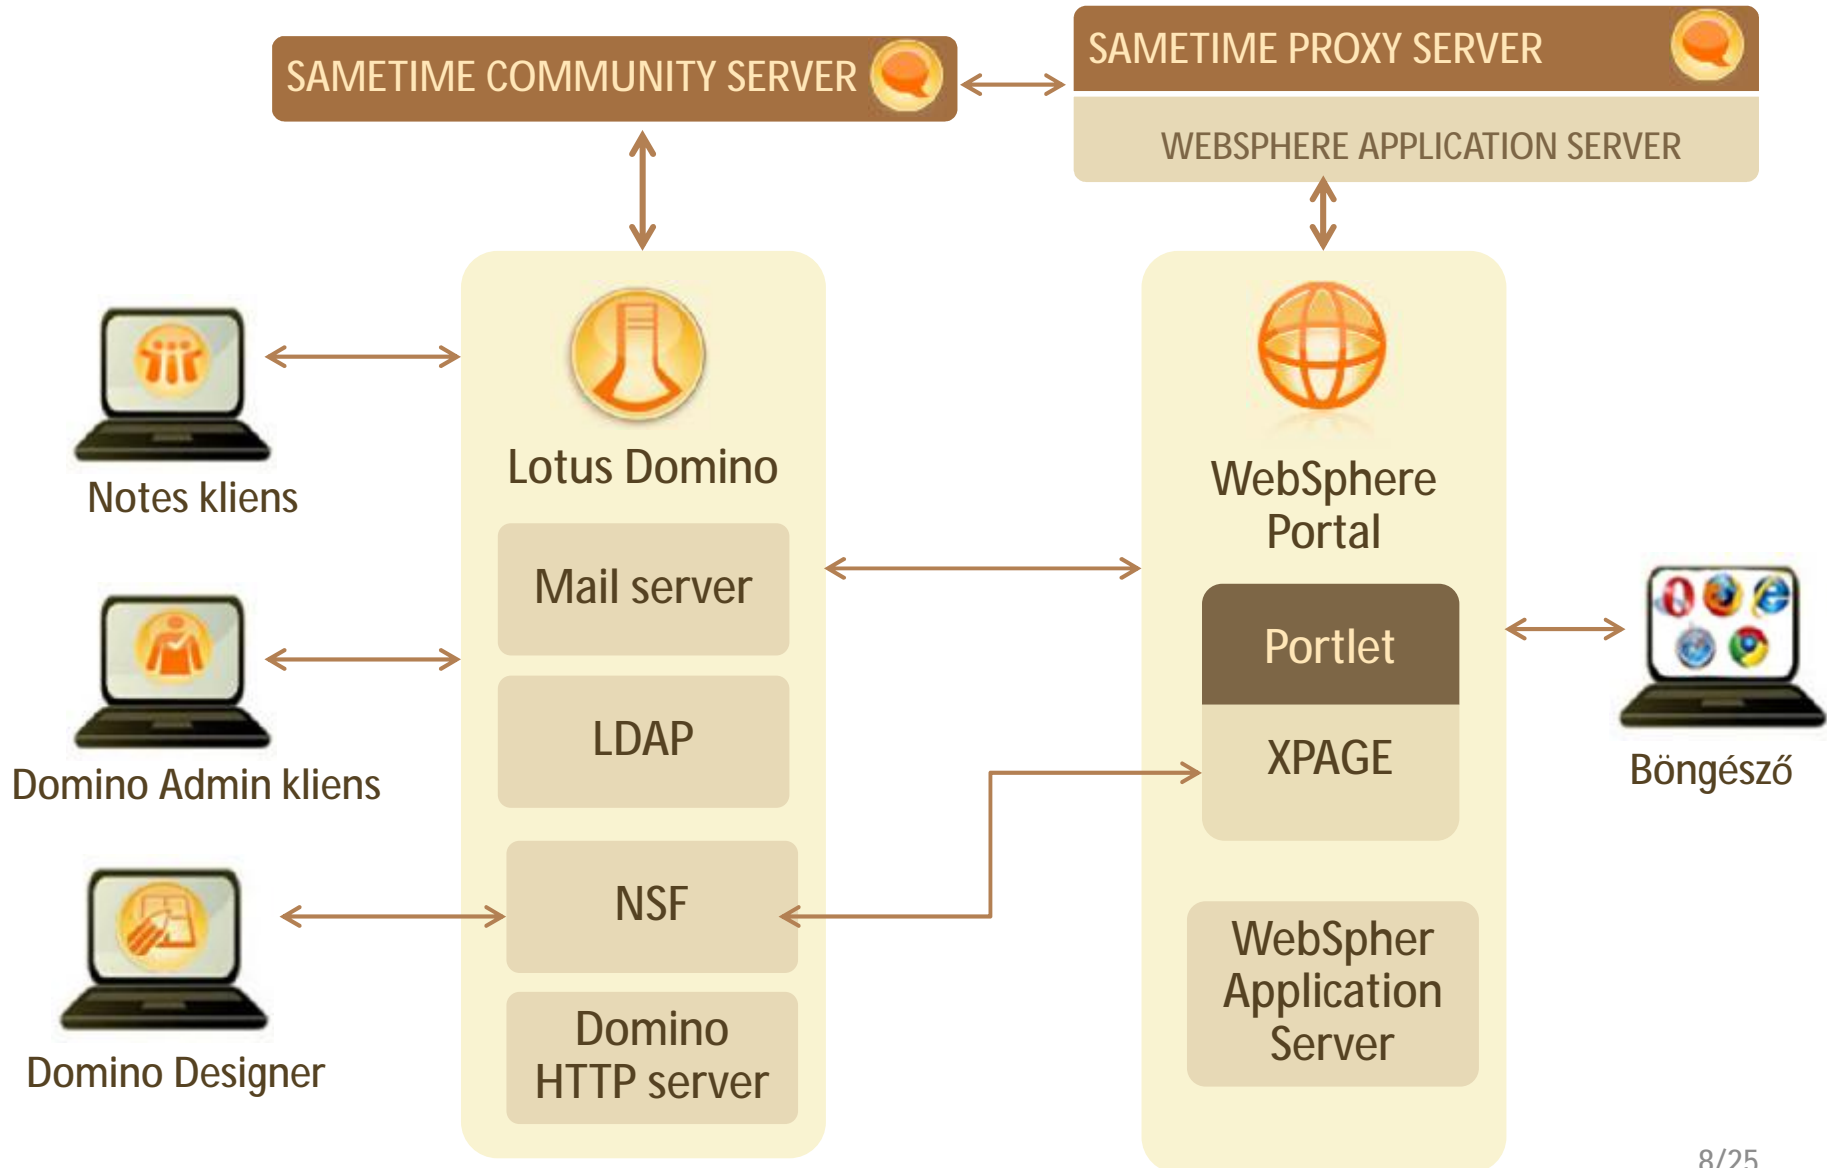 SAMETIME COMMUNITY SERVER
SAMETIME PROXY SERVER
WEBSPHERE APPLICATION SERVER
Notes kliens
Domino Admin kliens
Domino Designer
Lotus Domino
Mail server
LDAP
NSF
Domino
HTTP server
WebSphere
Portal
Portlet
XPAGE
WebSpher
Application
Server
Böngésző
8/25